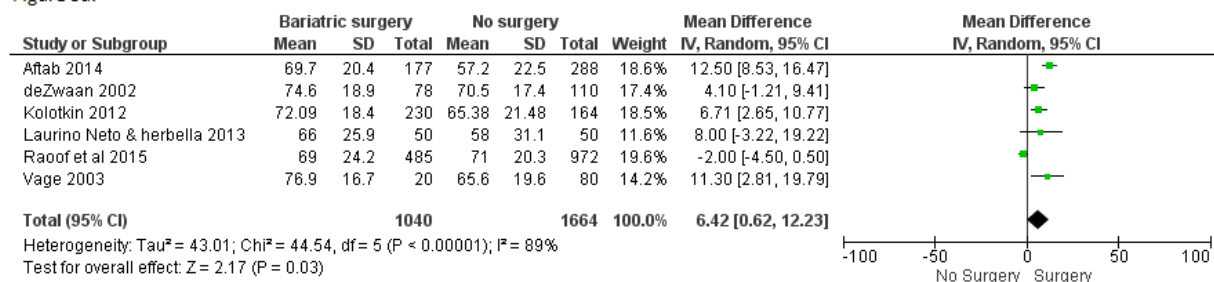 Bariatric surgery No surgery Mean Difference Mean Difference
Study or Subgroup Mean SD Total Mean SD Total Weight IV, Random, 95% CI IV, Random, 95% CI
Aftab 2014 69.7 20.4 177 57.2 22.5 288 18.6% 12.50 [8.53, 16.47]
deZwaan 2002 74.6 18.9 78 70.5 17.4 110 17.4% 4.10 [-1.21, 9.41]
Kolotkin 2012 72.09 18.4 230 65.38 21.48 164 18.5% 6.71 [2.65, 10.77]
Laurino Neto & herbella 2013 66 25.9 50 58 31.1 50 11.6% 8.00 [-3.22, 19.22]
Raoof et al 2015 69 24.2 485 71 20.3 972 19.6% -2.00 [-4.50, 0.50]
Vage 2003 76.9 16.7 20 65.6 19.6 80 14.2% 11.30 [2.81, 19.79]
Total (95% CI) 1040 1664 100.0% 6.42 [0.62, 12.23]
Heterogeneity: Tau² = 43.01; Chi² = 44.54, df = 5 (P < 0.00001); I² = 89%
Test for overall effect: Z = 2.17 (P = 0.03)
-100 -50 0 50 100
No Surgery Surgery